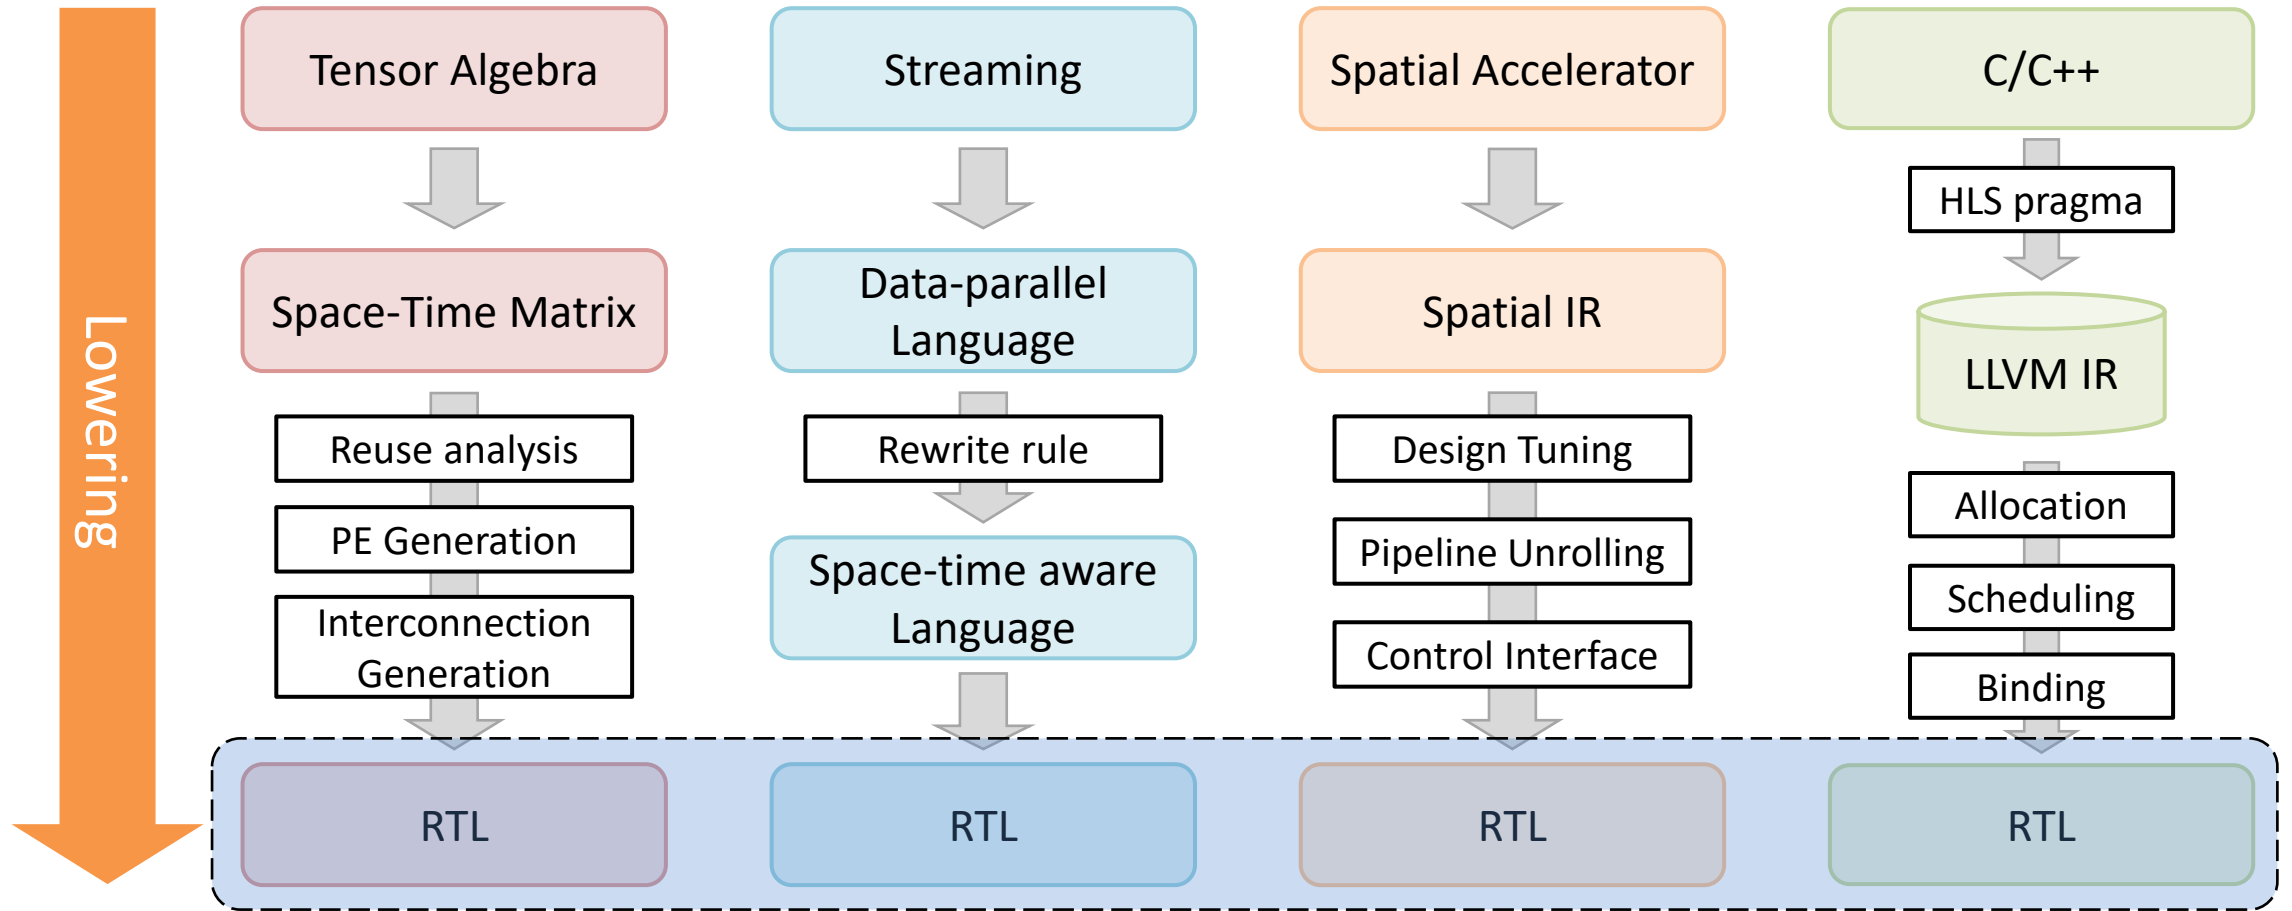 Lowering
Tensor Algebra
Space-Time Matrix
Reuse analysis
PE Generation
Interconnection
Generation
RTL
Streaming
Data-parallel
Language
Rewrite rule
Space-time aware
Language
RTL
Spatial Accelerator
Spatial IR
Design Tuning
Pipeline Unrolling
Control Interface
RTL
C/C++
HLS pragma
LLVM IR
Allocation
Scheduling
Binding
RTL